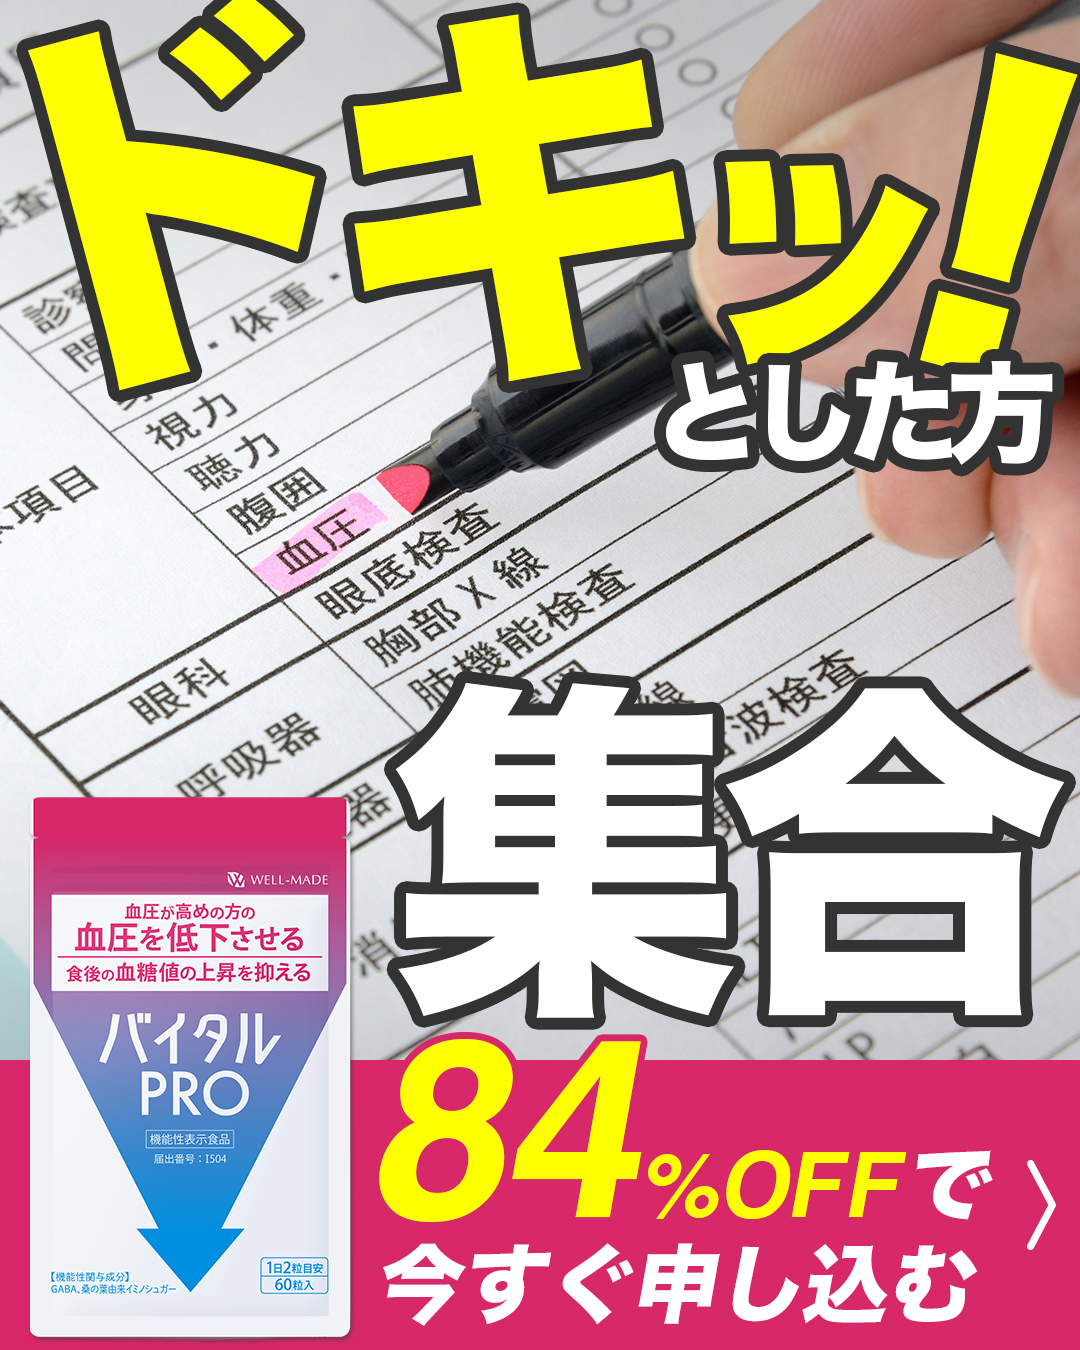 ドキッ!
とした方
視力
聴力
腹囲
血圧
眼底検査
項目
胸部X線
肺機能検査
眼科
呼吸器
波検査
・体重・
集合
WELL-MADE
血圧が高めの方の
血圧を低下させる
食後の血糖値の上昇を抑える
バイタル
PRO
機能性表示食品
届出番号：I504
【機能性関与成分】
GABA、桑の葉由来イミノシュガー
1日2粒目安
60粒入
84%OFFで
今すぐ申し込む